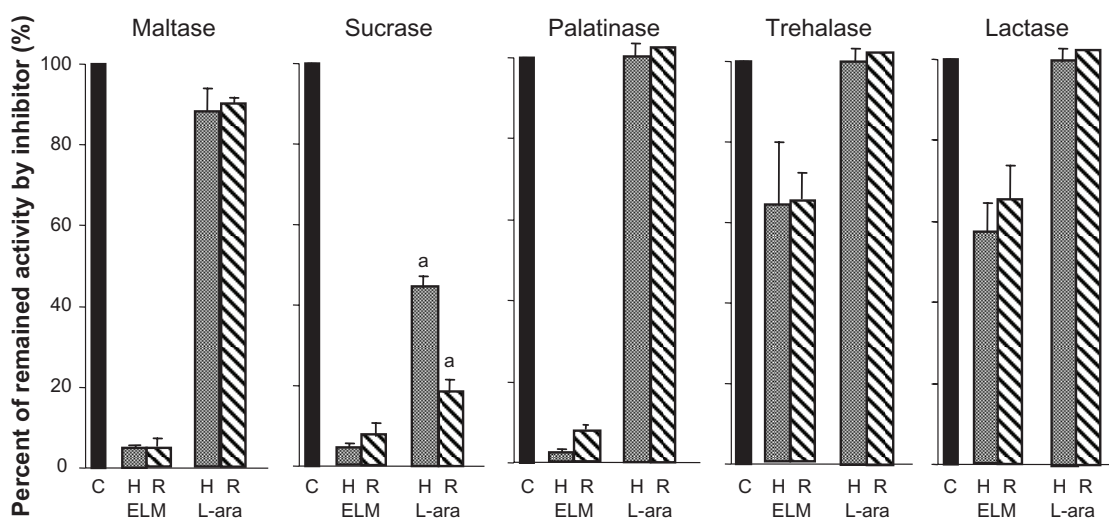 Maltase Sucrase Palatinase Trehalase Lactase
Percent of remained activity by inhibitor (%)
100
80
60
40
20
0
a
a
C H R H R C H R H R C H R H R C H R H R C H R H R
ELM L-ara ELM L-ara ELM L-ara ELM L-ara ELM L-ara